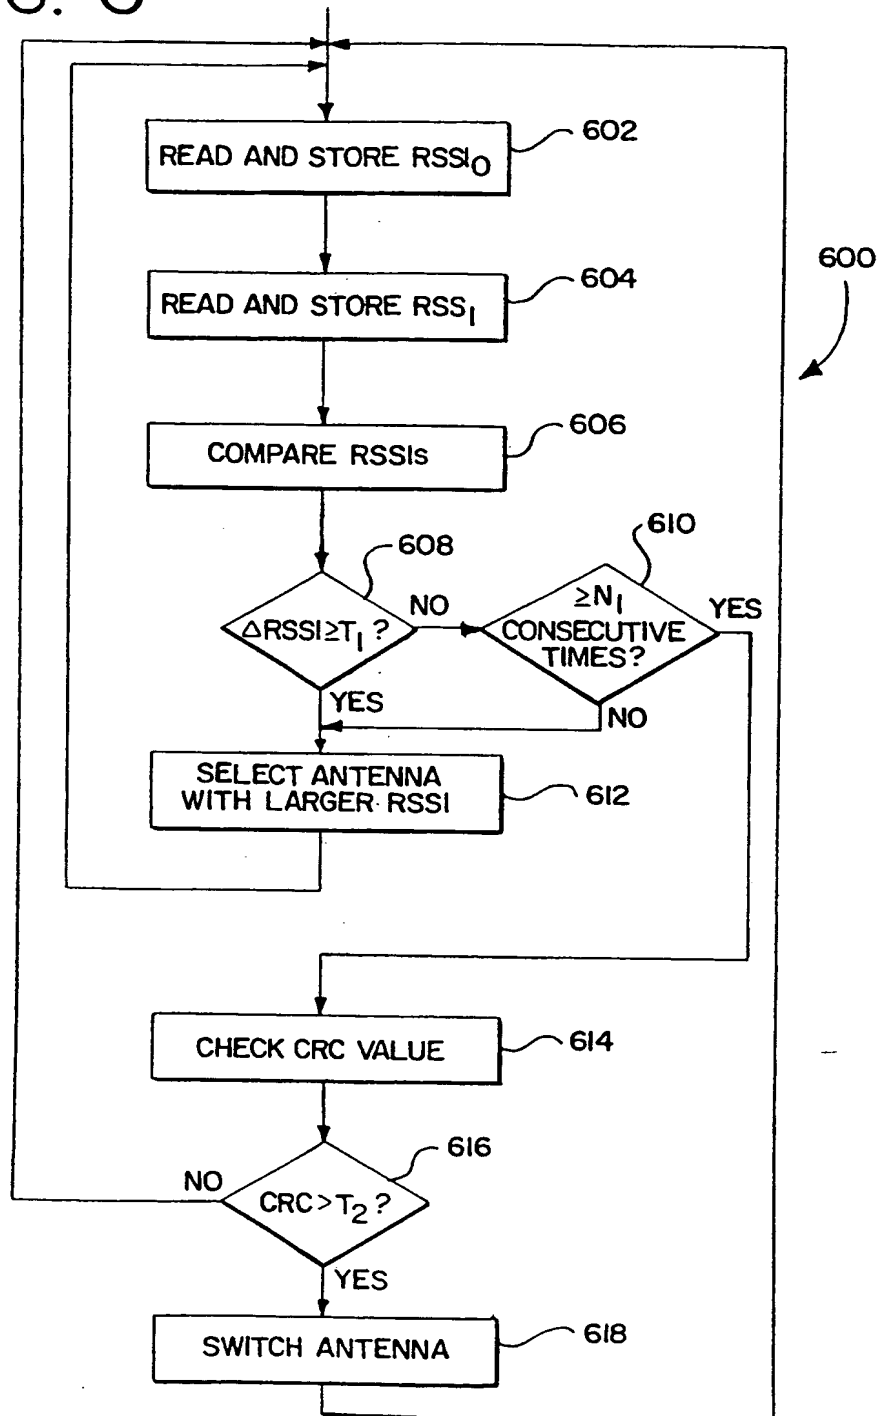 READ AND STORE RSSI₀
602
READ AND STORE RSS₁
604
600
COMPARE RSSIs
606
608
610
ΔRSSI≥T₁ ?
NO
≥N₁
CONSECUTIVE
TIMES?
YES
YES
NO
SELECT ANTENNA
WITH LARGER RSSI
612
CHECK CRC VALUE
614
616
NO
CRC>T₂ ?
YES
SWITCH ANTENNA
618